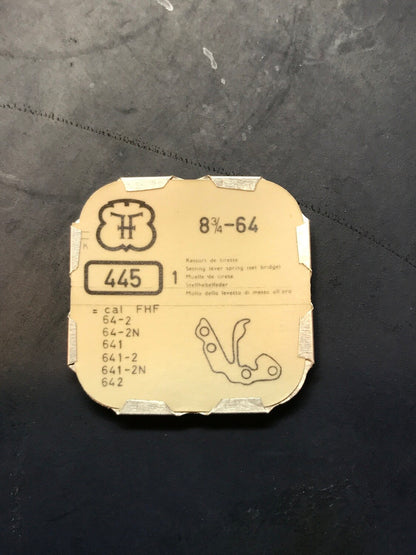 FH
8¾-64
445
1
Ressort de tirette
Setting lever spring (set bridge)
Muelle de tirete
Stellhebelfeder
Molla della levetta di messa all'ora
= cal FHF
64-2
64-2N
641
641-2
641-2N
642